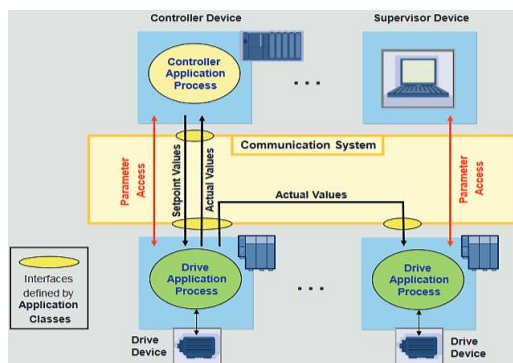 Controller Device
Supervisor Device
Controller
Application
Process
...
Communication System
Parameter
Access
Setpoint Values
Actual Values
Actual Values
Parameter
Access
Interfaces
defined by
Application
Classes
Drive
Application
Process
...
Drive
Application
Process
Drive
Device
Drive
Device